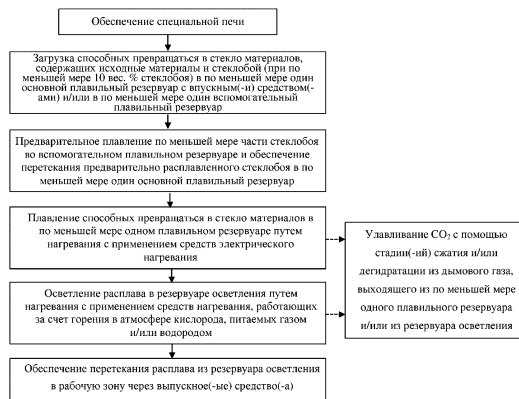 Обеспечение специальной печи
Загрузка способных превращаться в стекло материалов,
содержащих исходные материалы и стеклобой (при по
меньшей мере 10 вес. % стеклобоя) в по меньшей мере один
основной плавильный резервуар с впускным(-и) средством(-
ами) и/или в по меньшей мере один вспомогательный
плавильный резервуар
Предварительное плавление по меньшей мере части стеклобоя
во вспомогательном плавильном резервуаре и обеспечение
перетекания предварительно расплавленного стеклобоя в по
меньшей мере один основной плавильный резервуар
Плавление способных превращаться в стекло материалов в
по меньшей мере одном плавильном резервуаре путем
нагревания с применением средств электрического
нагревания
Улавливание CO₂ с помощью
стадии(-ий) сжатия и/или
дегидратации из дымового газа,
выходящего из по меньшей мере
одного плавильного резервуара
и/или из резервуара осветления
Осветление расплава в резервуаре осветления путем
нагревания с применением средств нагревания, работающих
за счет горения в атмосфере кислорода, питаемых газом
и/или водородом
Обеспечение перетекания расплава из резервуара осветления
в рабочую зону через выпускное(-ые) средство(-а)